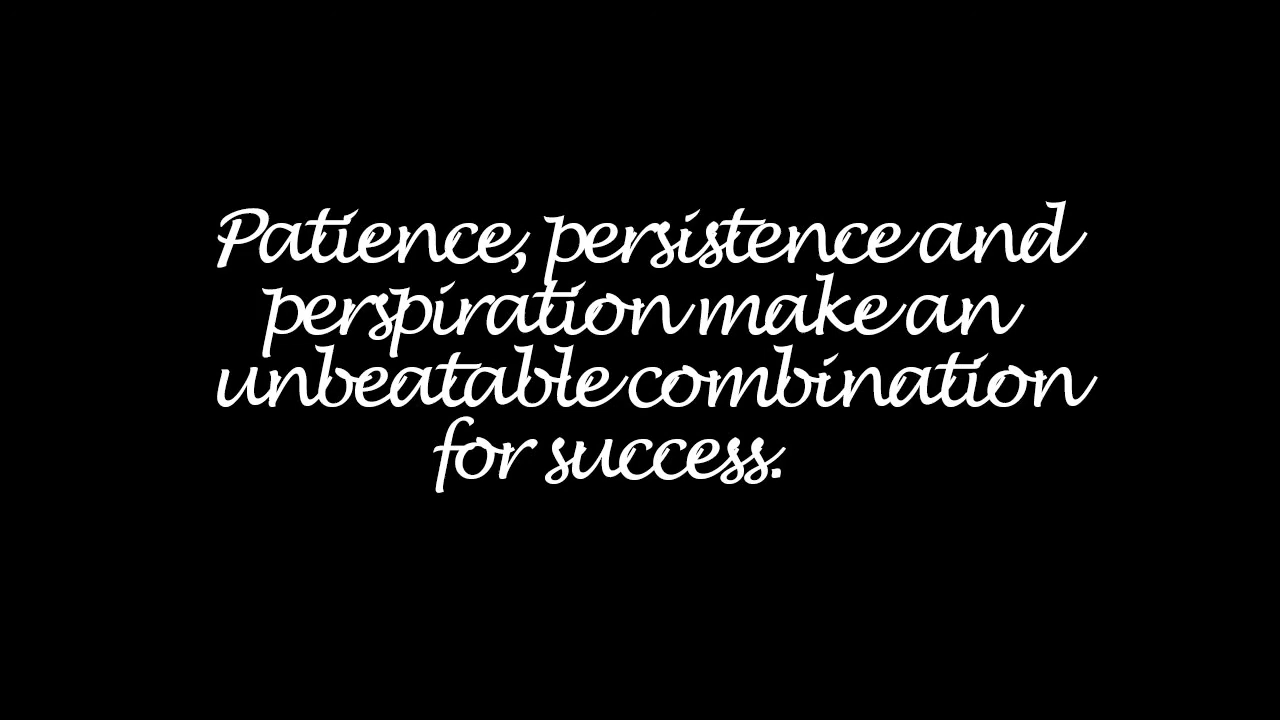 Patience, persistence and
perspiration make an
unbeatable combination
for success.